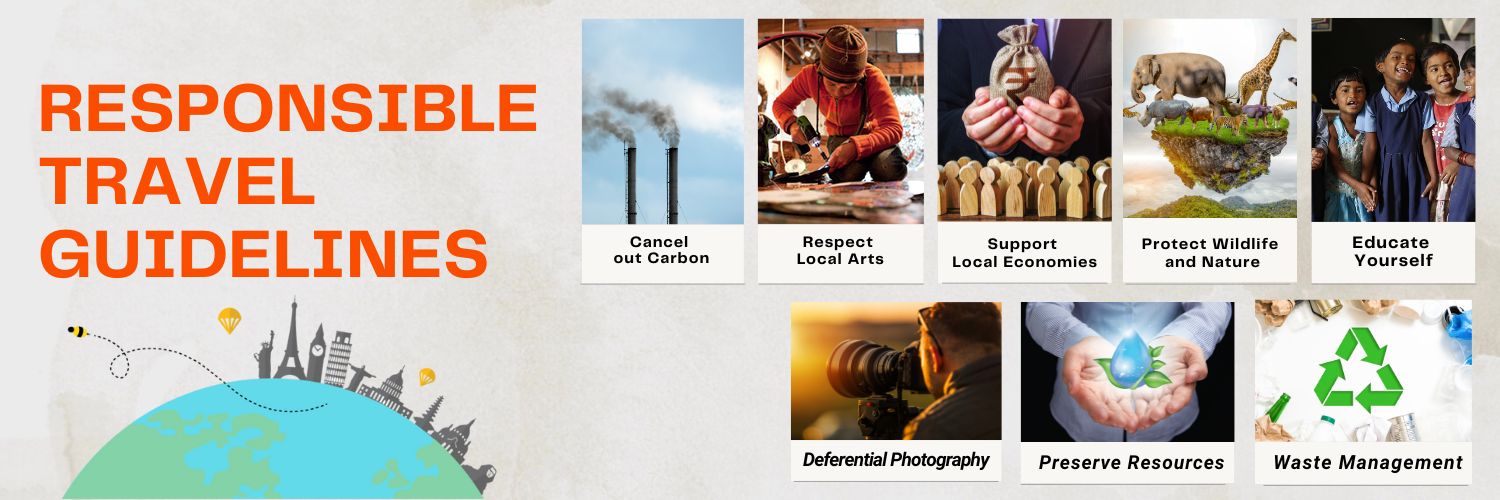 RESPONSIBLE
TRAVEL
GUIDELINES
Cancel
out Carbon
Respect
Local Arts
₹
Support
Local Economies
Protect Wildlife
and Nature
Educate
Yourself
Deferential Photography
Preserve Resources
Waste Management